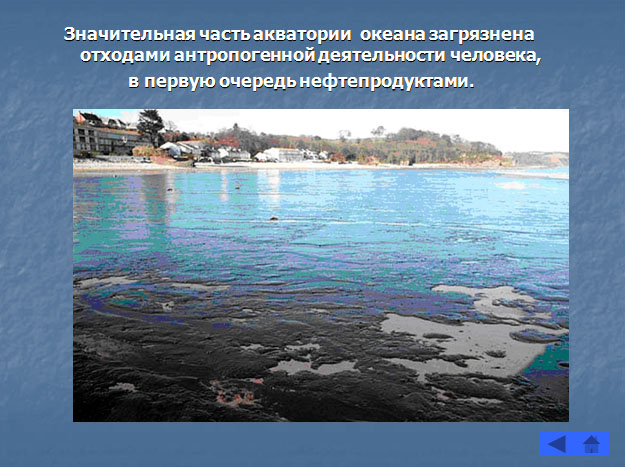 Значительная часть акватории океана загрязнена
отходами антропогенной деятельности человека,
в первую очередь нефтепродуктами.